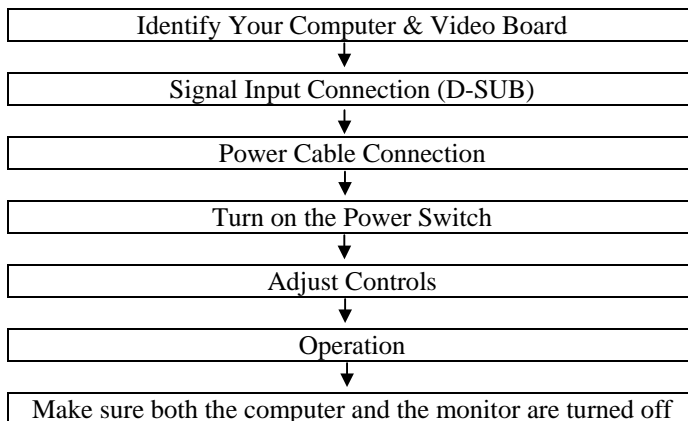 Identify Your Computer & Video Board
Signal Input Connection (D-SUB)
Power Cable Connection
Turn on the Power Switch
Adjust Controls
Operation
Make sure both the computer and the monitor are turned off